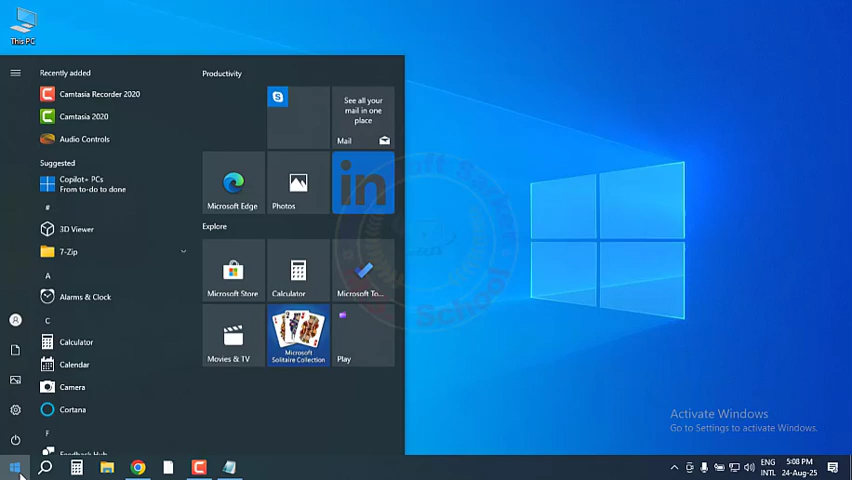 This PC
Recently added
Camtasia Recorder 2020
Camtasia 2020
Audio Controls
Suggested
Copilot+ PCs
From to-do to done
#
3D Viewer
7-Zip
A
Alarms & Clock
C
Calculator
Calendar
Camera
Cortana
F
Feedback Hub
Productivity
See all your
mail in one
place
Mail
Microsoft Edge
Photos
in
Explore
Microsoft Store
Calculator
Microsoft To...
Movies & TV
Microsoft
Solitaire Collection
Play
Activate Windows
Go to Settings to activate Windows.
ENG
INTL
5:08 PM
24-Aug-25